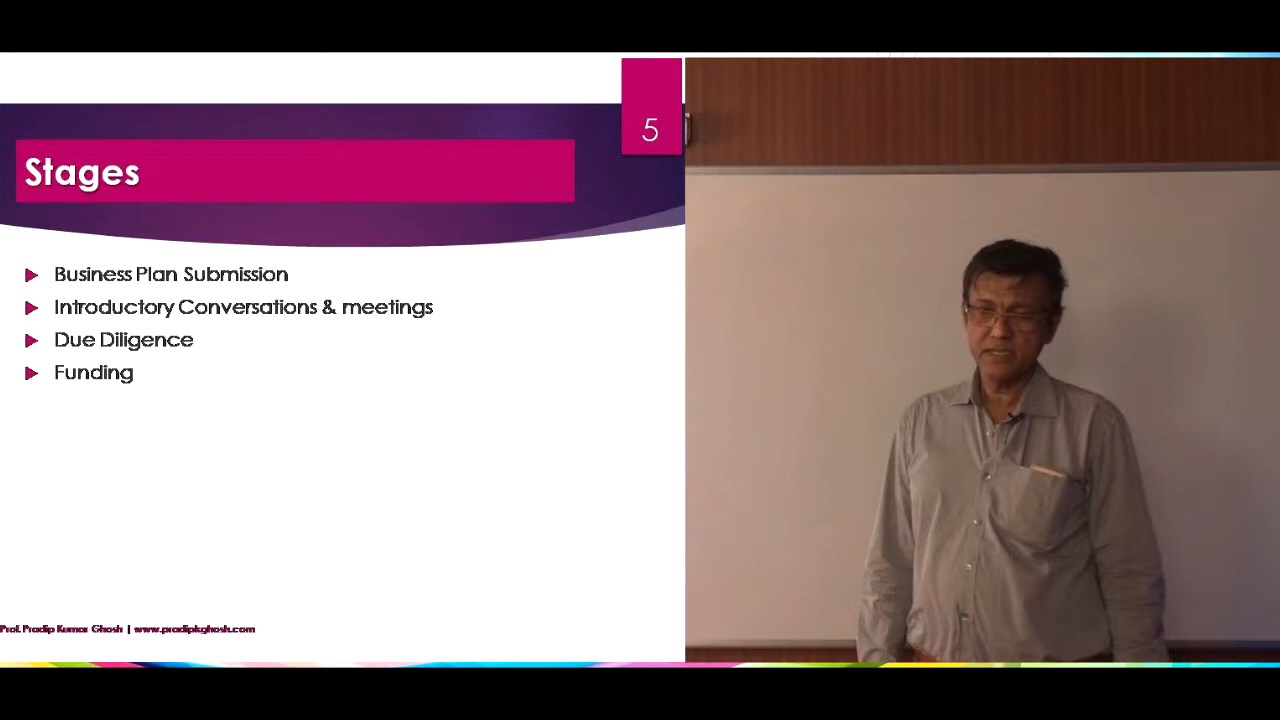 5
Stages
Business Plan Submission
Introductory Conversations & meetings
Due Diligence
Funding
Prof. Pradip Kumar Ghosh | www.pradipkghosh.com